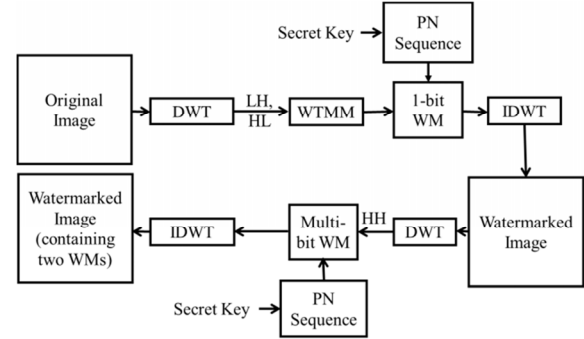 Secret Key
PN
Sequence
Original
Image
DWT
LH,
HL
WTMM
1-bit
WM
IDWT
Watermarked
Image
(containing
two WMs)
IDWT
Multi-
bit WM
HH
DWT
Watermarked
Image
Secret Key
PN
Sequence